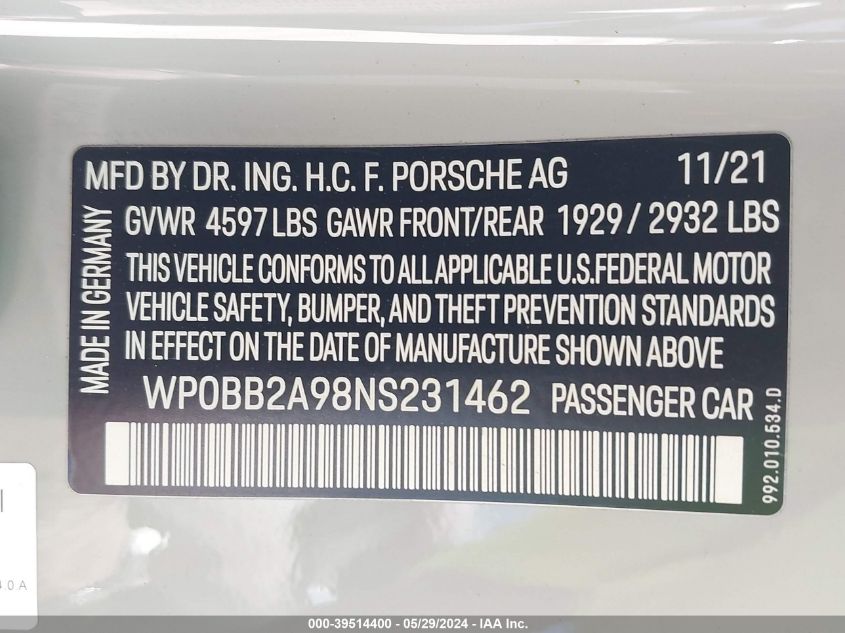 MFD BY DR. ING. H.C. F. PORSCHE AG 11/21
GVWR 4597 LBS GAWR FRONT/REAR 1929 / 2932 LBS
THIS VEHICLE CONFORMS TO ALL APPLICABLE U.S.FEDERAL MOTOR
VEHICLE SAFETY, BUMPER, AND THEFT PREVENTION STANDARDS
IN EFFECT ON THE DATE OF MANUFACTURE SHOWN ABOVE
WP0BB2A98NS231462 PASSENGER CAR
MADE IN GERMANY
992.010.534.D
000-39514400 - 05/29/2024 - IAA Inc.